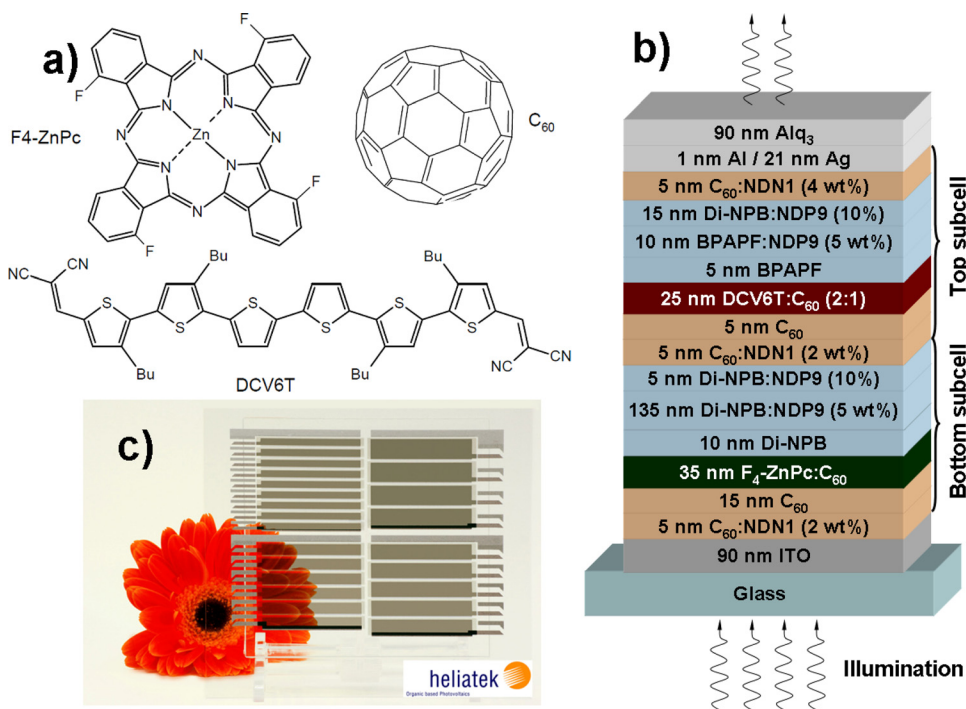 a)
F4-ZnPc
F
F
F
F
N
N
N
N
N
N
N
N
Zn
C60
NC
CN
Bu
Bu
S
S
S
S
S
S
Bu
Bu
CN
CN
DCV6T
b)
90 nm Alq3
1 nm Al / 21 nm Ag
5 nm C60:NDN1 (4 wt%)
15 nm Di-NPB:NDP9 (10%)
10 nm BPAPF:NDP9 (5 wt%)
5 nm BPAPF
25 nm DCV6T:C60 (2:1)
5 nm C60
5 nm C60:NDN1 (2 wt%)
5 nm Di-NPB:NDP9 (10%)
135 nm Di-NPB:NDP9 (5 wt%)
10 nm Di-NPB
35 nm F4-ZnPc:C60
15 nm C60
5 nm C60:NDN1 (2 wt%)
90 nm ITO
Glass
Top subcell
Bottom subcell
Illumination
c)
heliatek
Organic based Photovoltaics